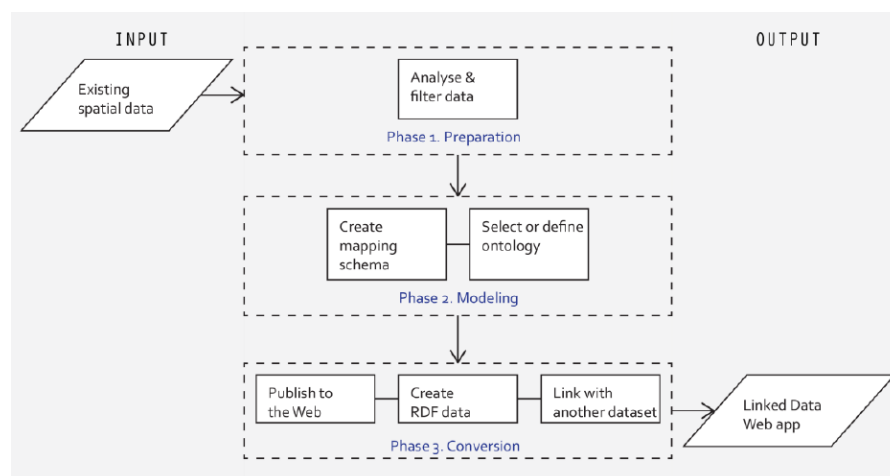 INPUT
OUTPUT
Existing
spatial data
Analyse &
filter data
Phase 1. Preparation
Create
mapping
schema
Select or define
ontology
Phase 2. Modeling
Publish to
the Web
Create
RDF data
Link with
another dataset
Phase 3. Conversion
Linked Data
Web app